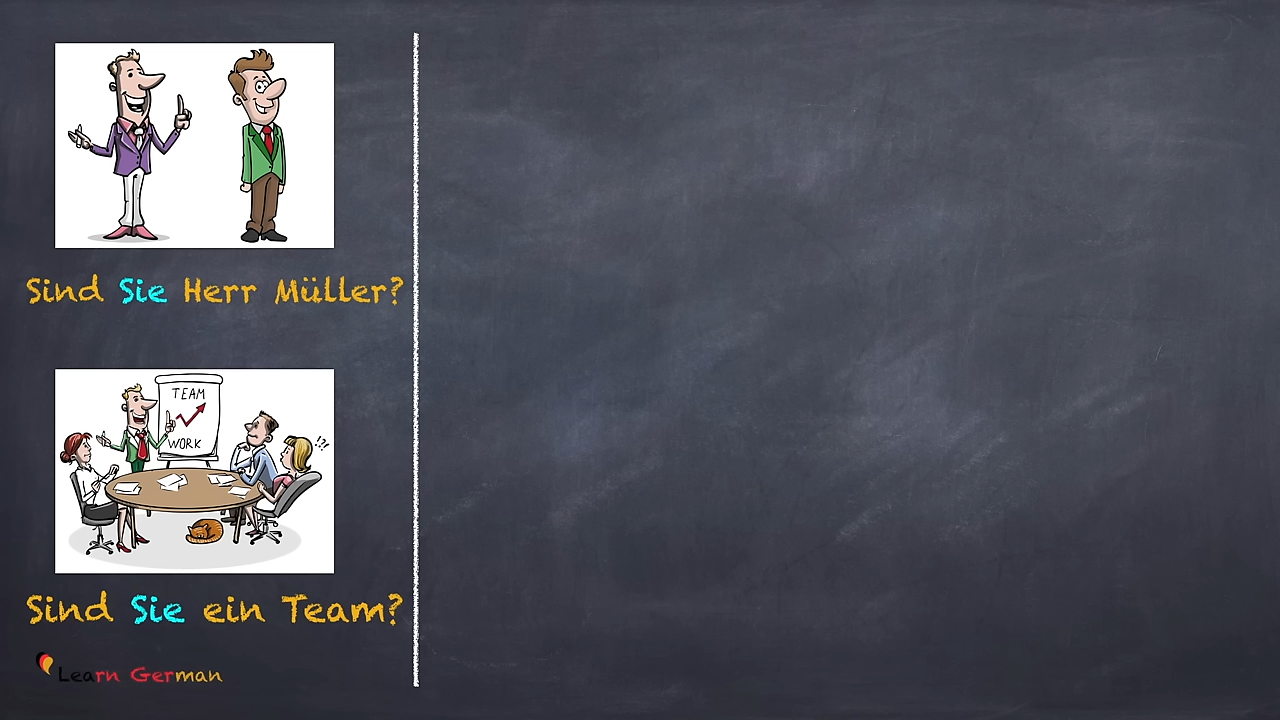 Sind Sie Herr Müller?
TEAM
WORK
!?!
Sind Sie ein Team?
Learn German